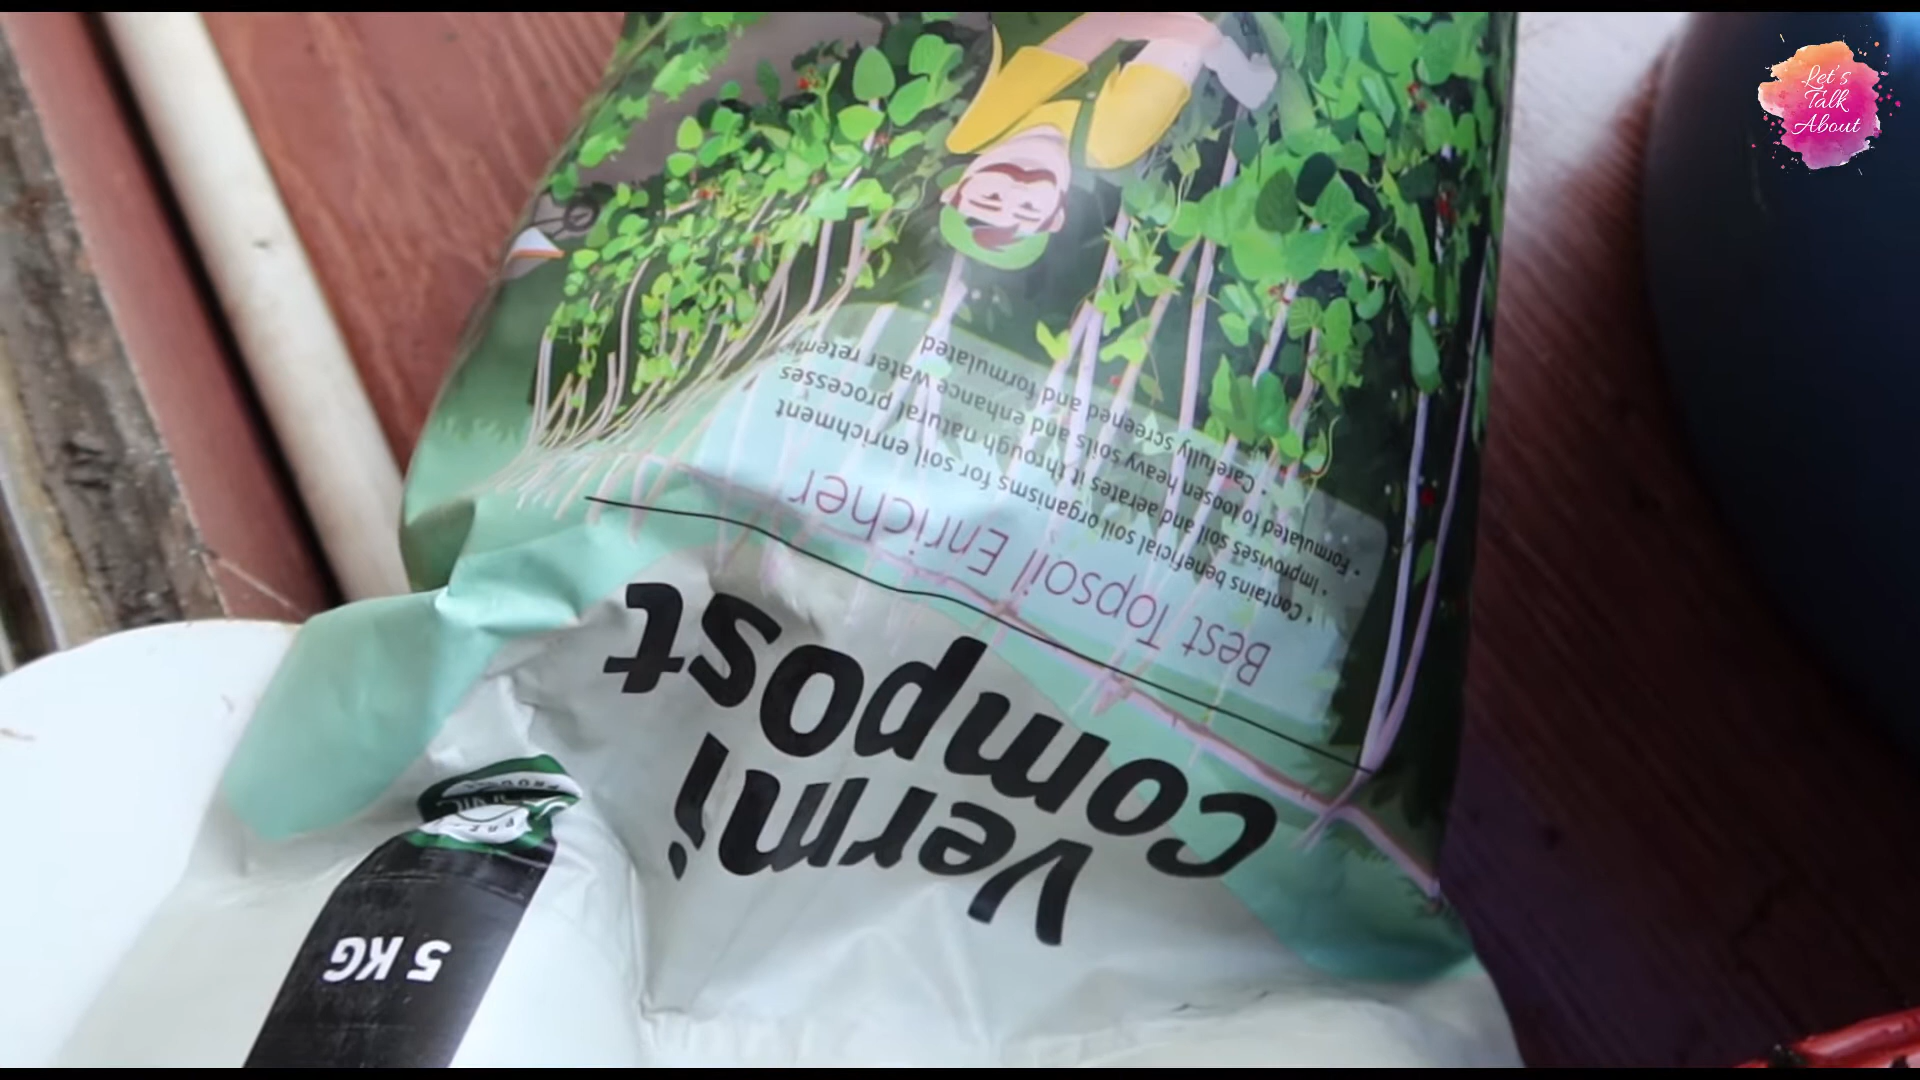 Let's
Talk
About
5 KG
Vermi
compost
Best Topsoil Enricher
• Contains beneficial soil organisms for soil enrichment
• Improvises soil and aerates it through natural processes
• Formulated to loosen heavy soils and enhance water
• Carefully screened and formulated